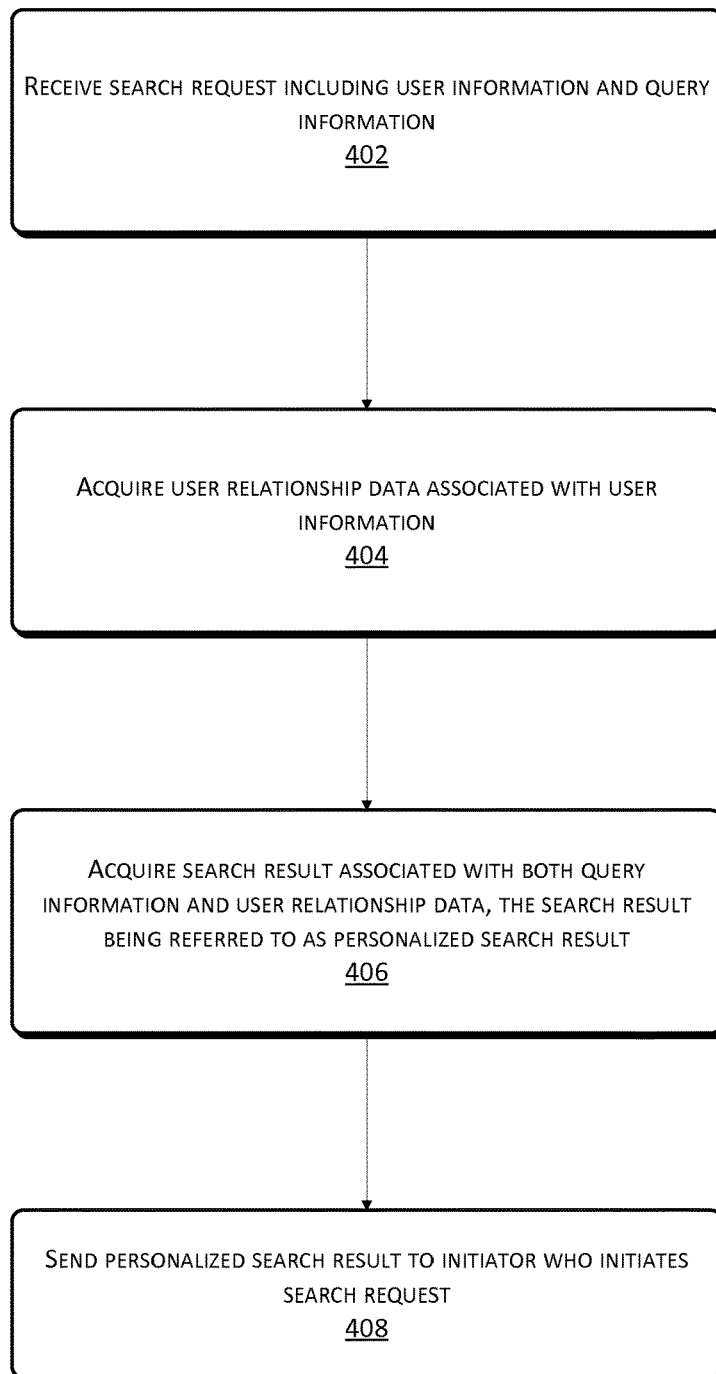 RECEIVE SEARCH REQUEST INCLUDING USER INFORMATION AND QUERY
INFORMATION
402
ACQUIRE USER RELATIONSHIP DATA ASSOCIATED WITH USER
INFORMATION
404
ACQUIRE SEARCH RESULT ASSOCIATED WITH BOTH QUERY
INFORMATION AND USER RELATIONSHIP DATA, THE SEARCH RESULT
BEING REFERRED TO AS PERSONALIZED SEARCH RESULT
406
SEND PERSONALIZED SEARCH RESULT TO INITIATOR WHO INITIATES
SEARCH REQUEST
408